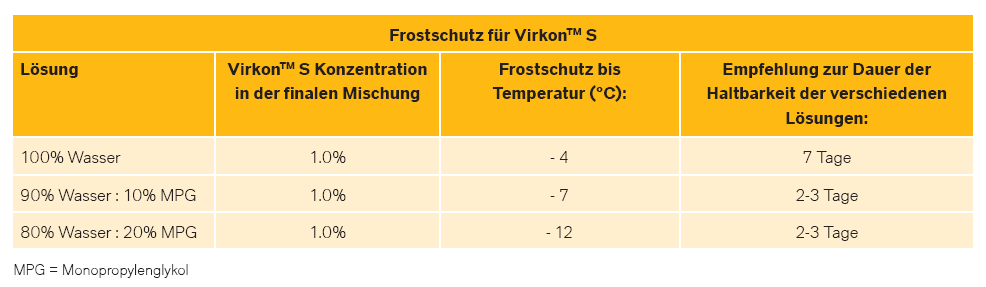 Frostschutz für Virkon™ S
Lösung
Virkon™ S Konzentration
in der finalen Mischung
Frostschutz bis
Temperatur (°C):
Empfehlung zur Dauer der
Haltbarkeit der verschiedenen
Lösungen:
100% Wasser 1.0% - 4 7 Tage
90% Wasser : 10% MPG 1.0% - 7 2-3 Tage
80% Wasser : 20% MPG 1.0% - 12 2-3 Tage
MPG = Monopropylenglykol